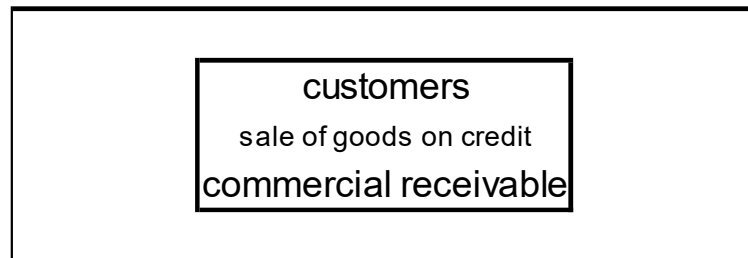 customers
sale of goods on credit
commercial receivable